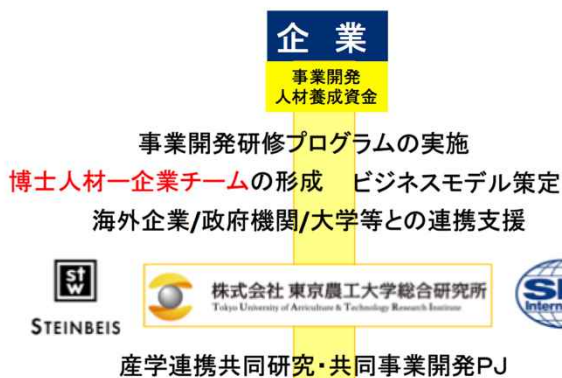 企 業
事業開発
人材養成資金
事業開発研修プログラムの実施
博士人材ー企業チームの形成 ビジネスモデル策定
海外企業/政府機関/大学等との連携支援
stw
STEINBEIS
株式会社 東京農工大学総合研究所
Tokyo University of Agriculture & Technology Research Institute
産学連携共同研究・共同事業開発PJ